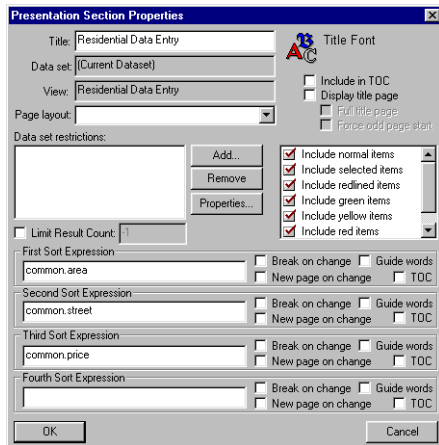 Presentation Section Properties
Title: Residential Data Entry
Title Font
Data set: (Current Dataset)
View: Residential Data Entry
Include in TOC
Display title page
Full title page
Force odd page start
Page layout:
Data set restrictions:
Add...
Remove
Properties...
Include normal items
Include selected items
Include redlined items
Include green items
Include yellow items
Include red items
Limit Result Count: -1
First Sort Expression
common.area
Break on change Guide words
New page on change TOC
Second Sort Expression
common.street
Break on change Guide words
New page on change TOC
Third Sort Expression
common.price
Break on change Guide words
New page on change TOC
Fourth Sort Expression
Break on change Guide words
New page on change TOC
OK Cancel